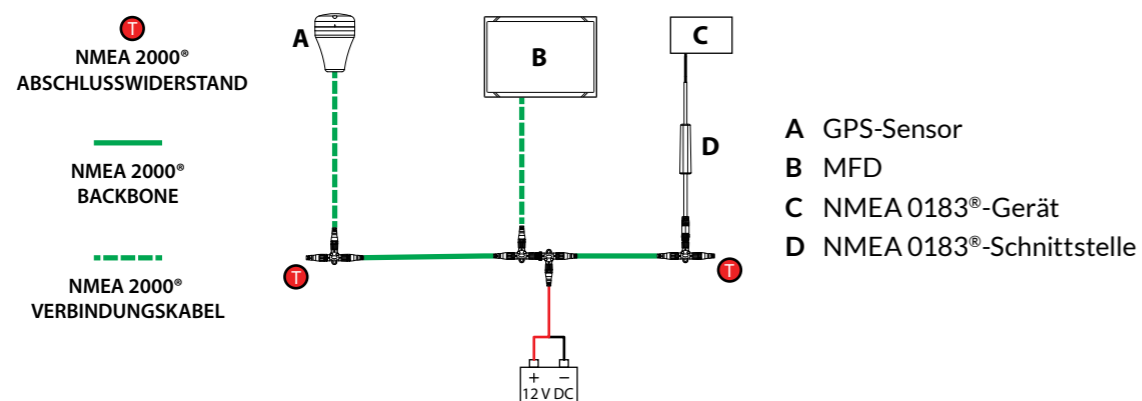 T
NMEA 2000®
ABSCHLUSSWIDERSTAND
NMEA 2000®
BACKBONE
NMEA 2000®
VERBINDUNGSKABEL
A
B
C
D
T
T
+ −
12 V DC
A GPS-Sensor
B MFD
C NMEA 0183®-Gerät
D NMEA 0183®-Schnittstelle